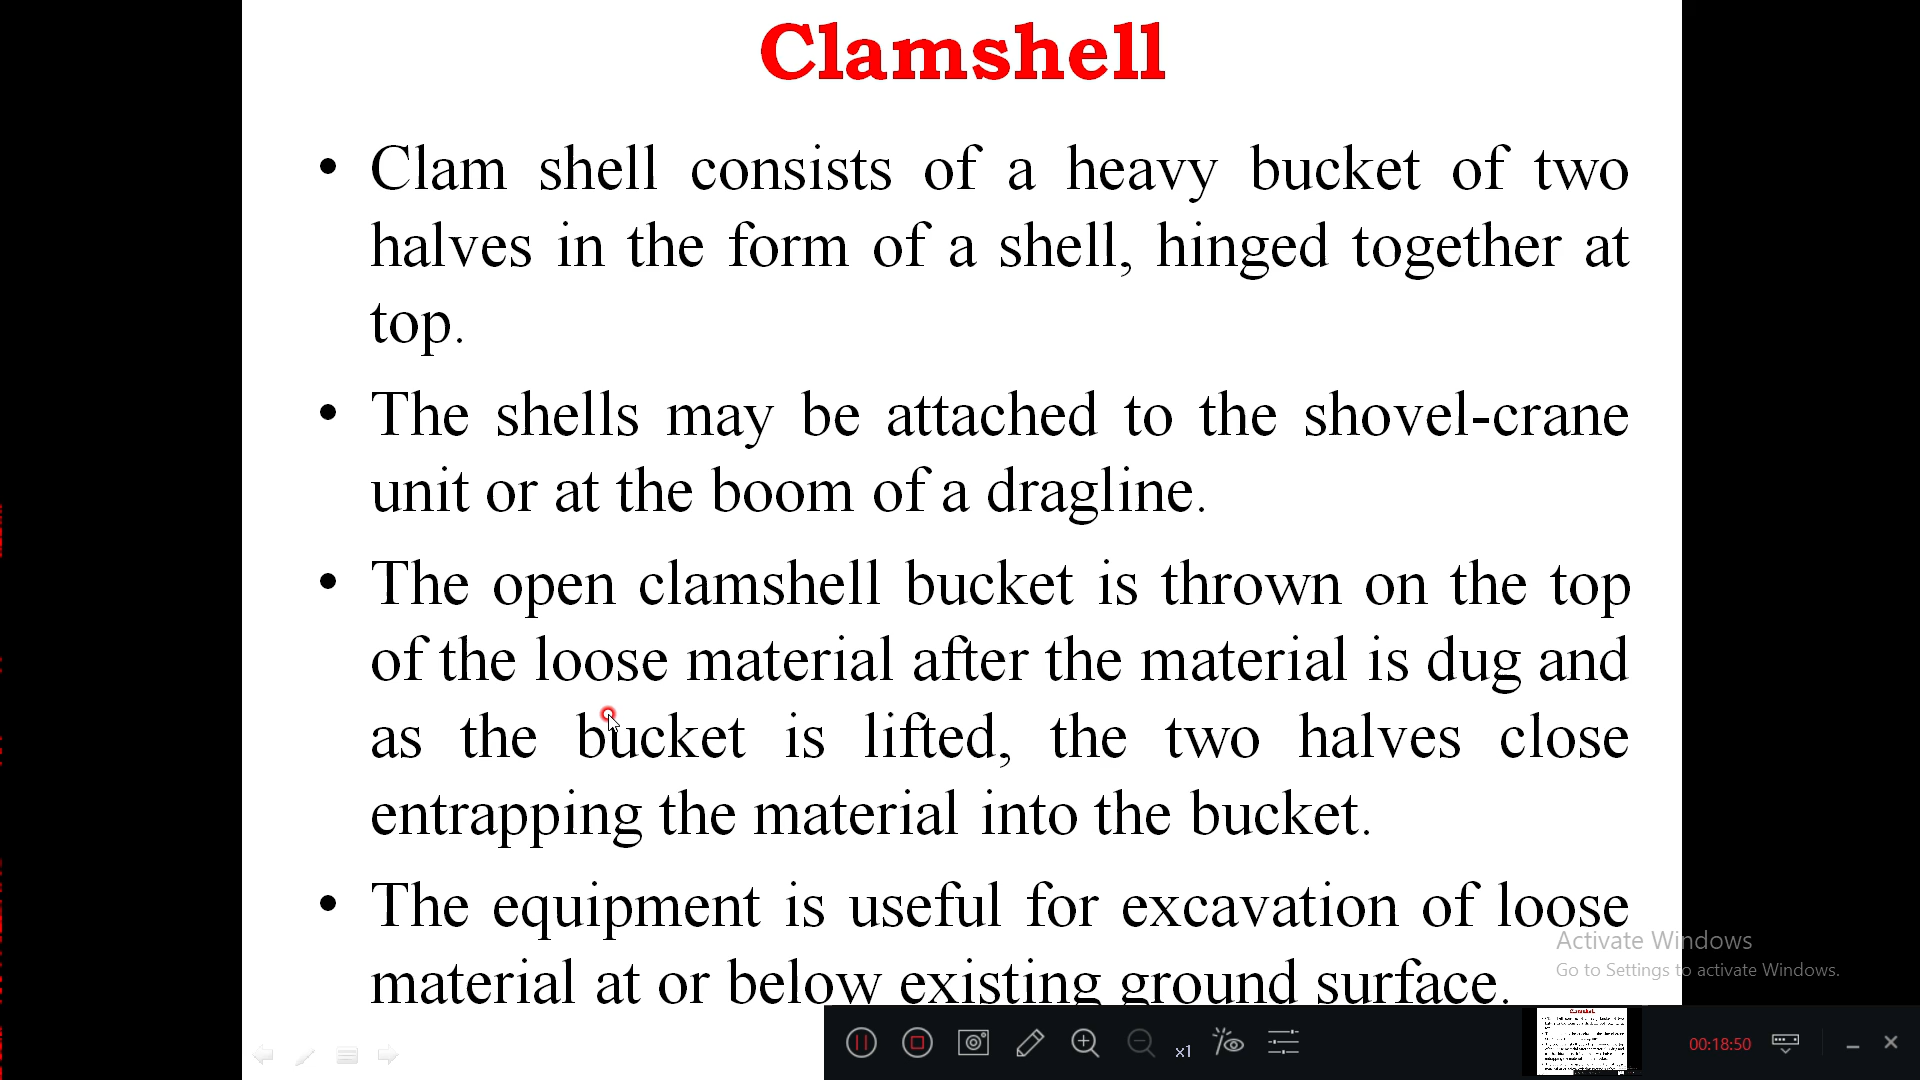 Clamshell
• Clam shell consists of a heavy bucket of two
halves in the form of a shell, hinged together at
top.
• The shells may be attached to the shovel-crane
unit or at the boom of a dragline.
• The open clamshell bucket is thrown on the top
of the loose material after the material is dug and
as the bucket is lifted, the two halves close
entrapping the material into the bucket.
• The equipment is useful for excavation of loose
material at or below existing ground surface.
Activate Windows
Go to Settings to activate Windows.
x1
00:18:50